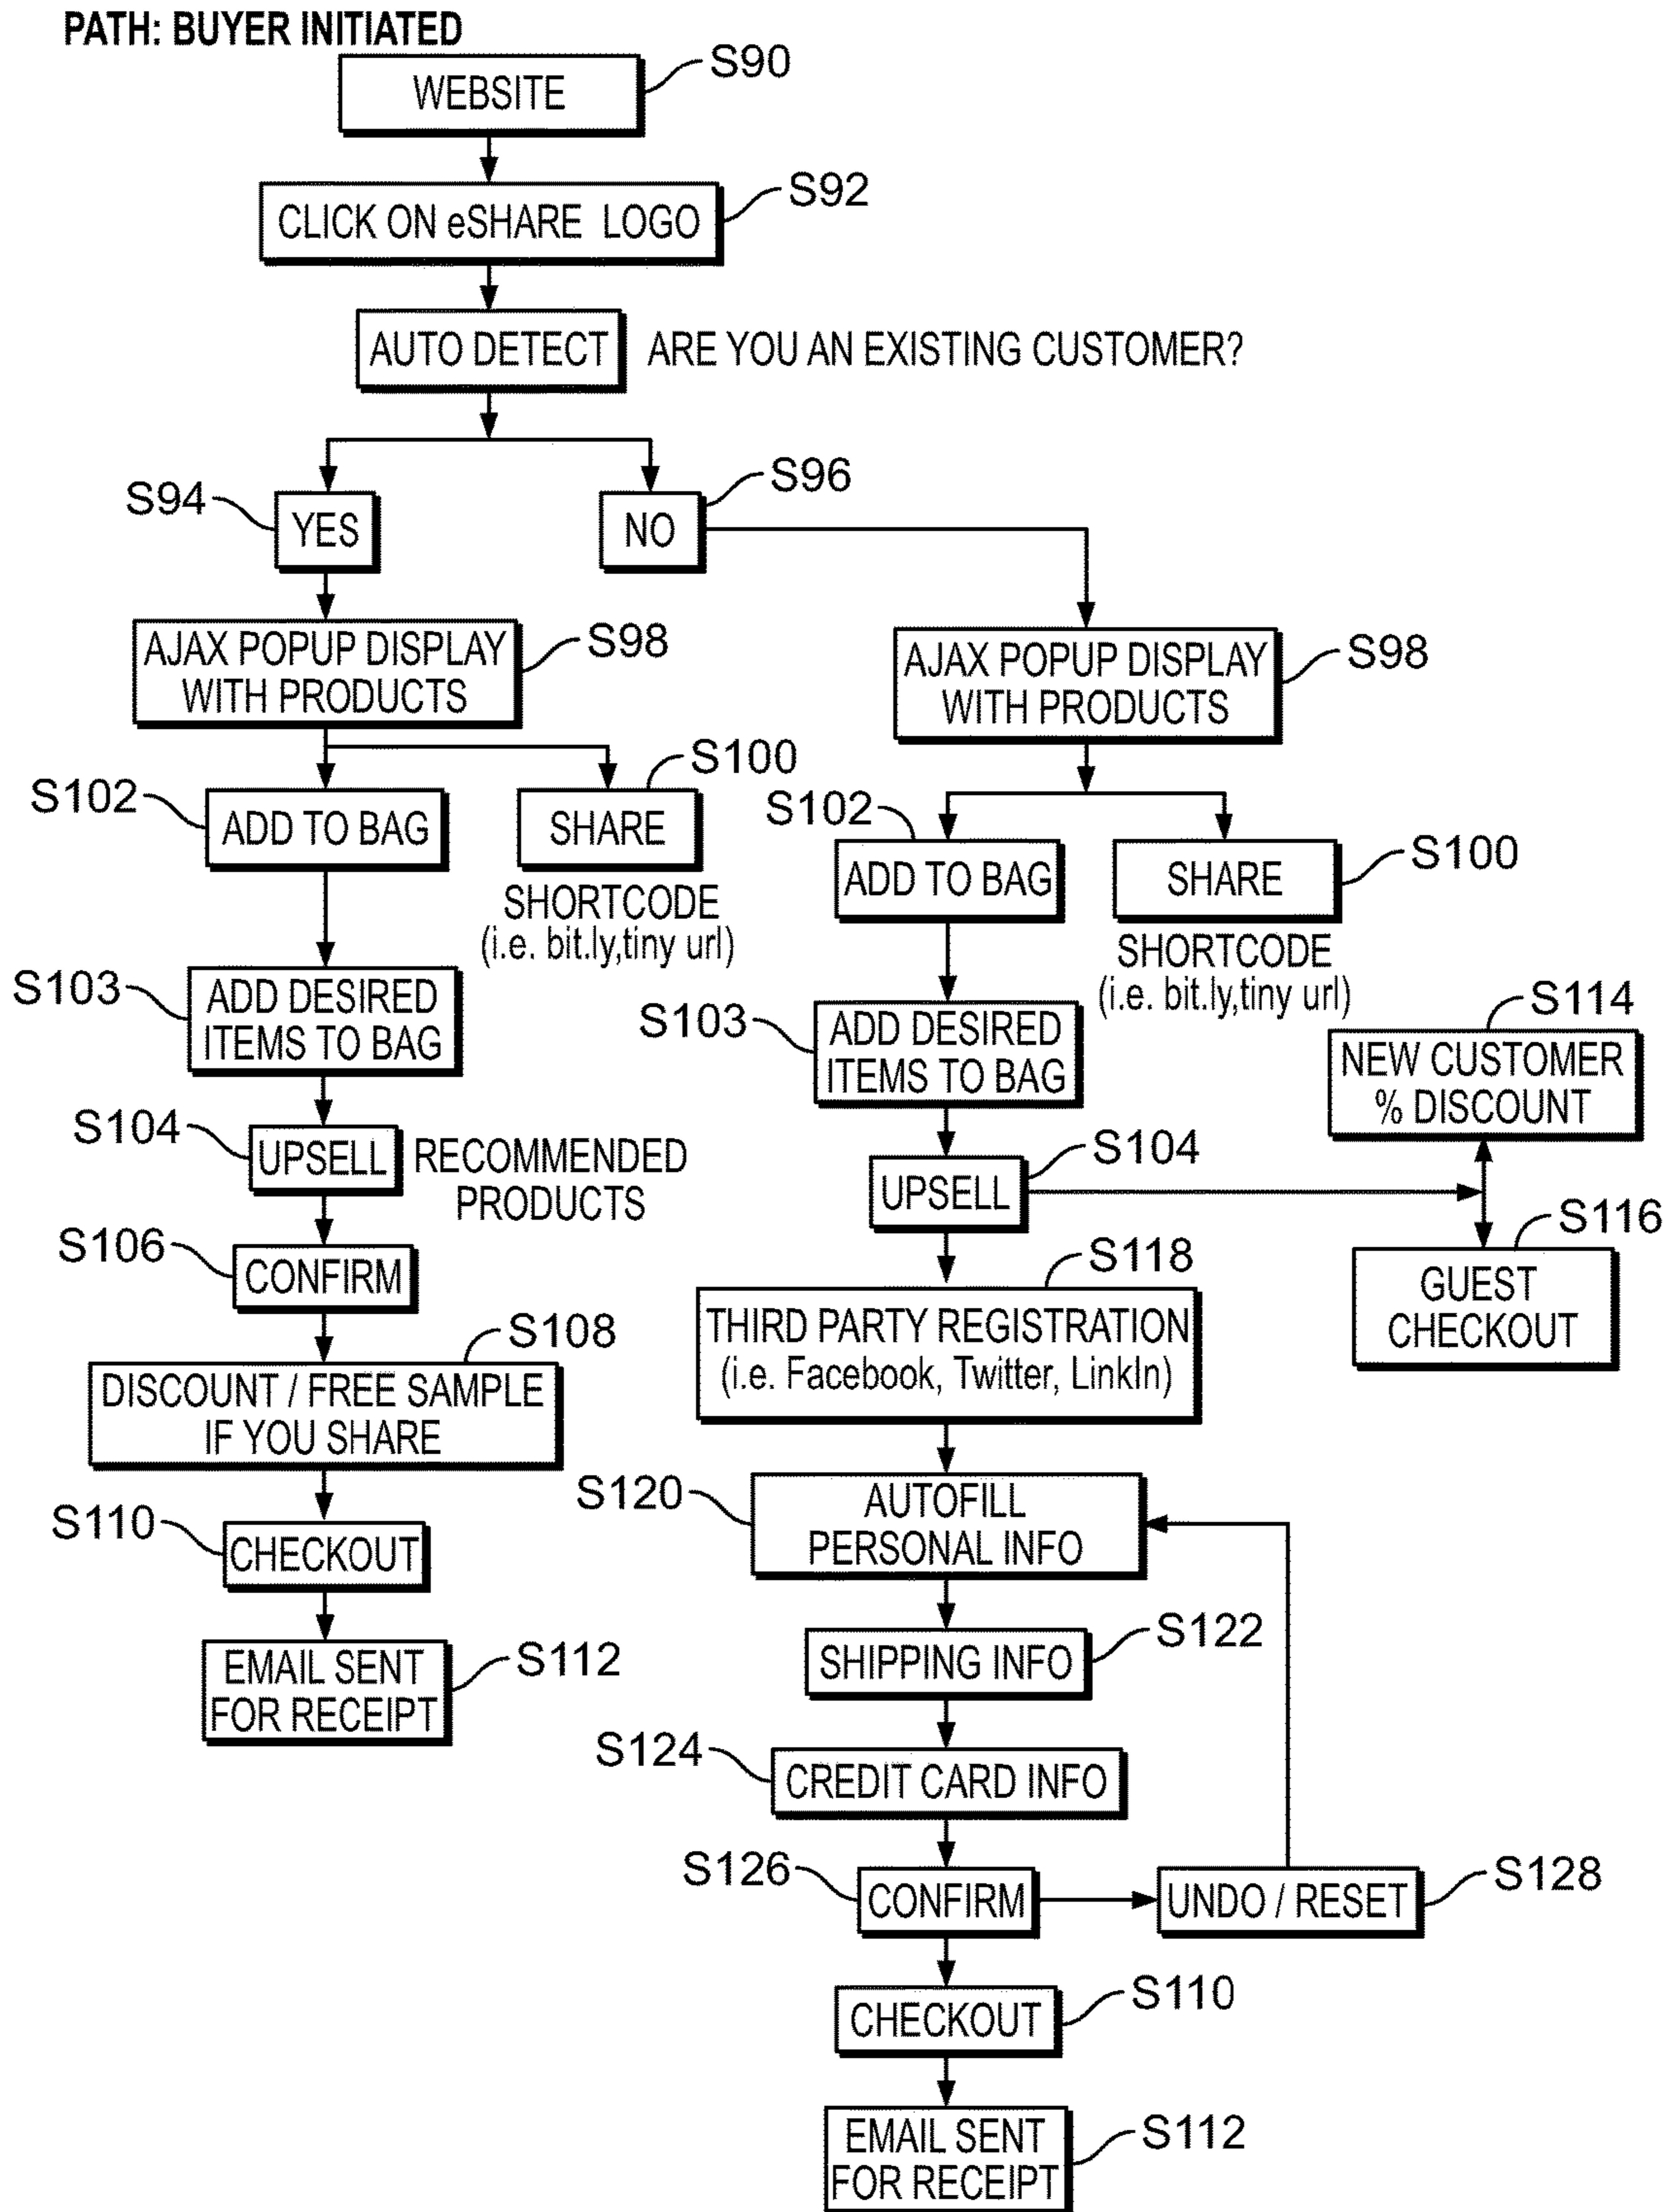 PATH: BUYER INITIATED
WEBSITE
S90
CLICK ON eSHARE LOGO
S92
AUTO DETECT
ARE YOU AN EXISTING CUSTOMER?
S94
YES
NO
S96
AJAX POPUP DISPLAY
WITH PRODUCTS
S98
S102
ADD TO BAG
SHARE
S100
SHORTCODE
(i.e. bit.ly,tiny url)
S103
ADD DESIRED
ITEMS TO BAG
S104
UPSELL
RECOMMENDED
PRODUCTS
S106
CONFIRM
S108
DISCOUNT / FREE SAMPLE
IF YOU SHARE
S110
CHECKOUT
EMAIL SENT
FOR RECEIPT
S112
AJAX POPUP DISPLAY
WITH PRODUCTS
S98
S102
ADD TO BAG
SHARE
S100
SHORTCODE
(i.e. bit.ly,tiny url)
S103
ADD DESIRED
ITEMS TO BAG
S114
NEW CUSTOMER
% DISCOUNT
UPSELL
S104
S116
GUEST
CHECKOUT
S118
THIRD PARTY REGISTRATION
(i.e. Facebook, Twitter, LinkIn)
S120
AUTOFILL
PERSONAL INFO
SHIPPING INFO
S122
S124
CREDIT CARD INFO
S126
CONFIRM
UNDO / RESET
S128
CHECKOUT
S110
EMAIL SENT
FOR RECEIPT
S112